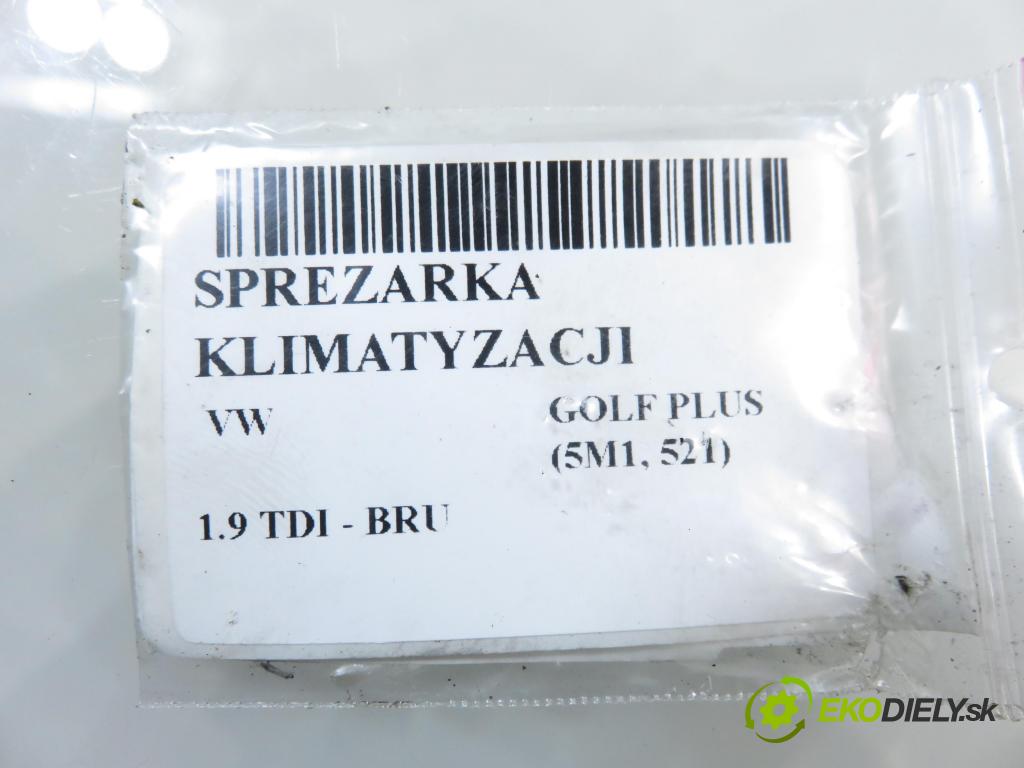 SPREZARKA
KLIMATYZACJI
VW
GOLF PLUS
(5M1, 521)
1.9 TDI - BRU
EKODIELY.sk